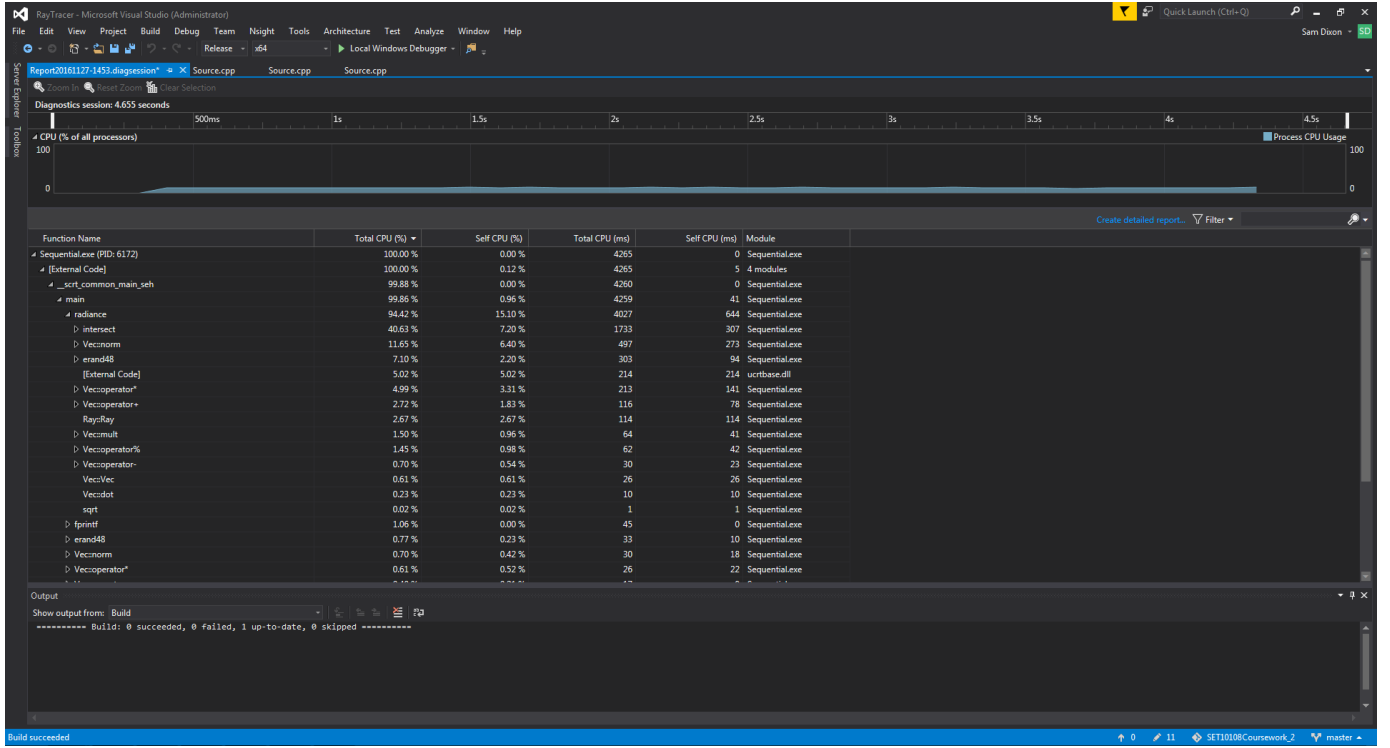 RayTracer - Microsoft Visual Studio (Administrator)
Quick Launch (Ctrl+Q)
File Edit View Project Build Debug Team Nsight Tools Architecture Test Analyze Window Help
Sam Dixon SD
Release x64 Local Windows Debugger
Server Explorer
Toolbox
Report20161127-1453.diagsession* Source.cpp Source.cpp Source.cpp
Zoom In Reset Zoom Clear Selection
Diagnostics session: 4.655 seconds
500ms 1s 1.5s 2s 2.5s 3s 3.5s 4s 4.5s
CPU (% of all processors) Process CPU Usage
100 100
0 0
Create detailed report... Filter
Function Name Total CPU (%) Self CPU (%) Total CPU (ms) Self CPU (ms) Module
Sequential.exe (PID: 6172) 100.00 % 0.00 % 4265 0 Sequential.exe
[External Code] 100.00 % 0.12 % 4265 5 4 modules
__scrt_common_main_seh 99.88 % 0.00 % 4260 0 Sequential.exe
main 99.86 % 0.96 % 4259 41 Sequential.exe
radiance 94.42 % 15.10 % 4027 644 Sequential.exe
intersect 40.63 % 7.20 % 1733 307 Sequential.exe
Vec::norm 11.65 % 6.40 % 497 273 Sequential.exe
erand48 7.10 % 2.20 % 303 94 Sequential.exe
[External Code] 5.02 % 5.02 % 214 214 ucrtbase.dll
Vec::operator* 4.99 % 3.31 % 213 141 Sequential.exe
Vec::operator+ 2.72 % 1.83 % 116 78 Sequential.exe
Ray::Ray 2.67 % 2.67 % 114 114 Sequential.exe
Vec::mult 1.50 % 0.96 % 64 41 Sequential.exe
Vec::operator% 1.45 % 0.98 % 62 42 Sequential.exe
Vec::operator- 0.70 % 0.54 % 30 23 Sequential.exe
Vec::Vec 0.61 % 0.61 % 26 26 Sequential.exe
Vec::dot 0.23 % 0.23 % 10 10 Sequential.exe
sqrt 0.02 % 0.02 % 1 1 Sequential.exe
fprintf 1.06 % 0.00 % 45 0 Sequential.exe
erand48 0.77 % 0.23 % 33 10 Sequential.exe
Vec::norm 0.70 % 0.42 % 30 18 Sequential.exe
Vec::operator* 0.61 % 0.52 % 26 22 Sequential.exe
Output
Show output from: Build
========== Build: 0 succeeded, 0 failed, 1 up-to-date, 0 skipped ==========
Build succeeded 0 11 SET10108Coursework_2 master